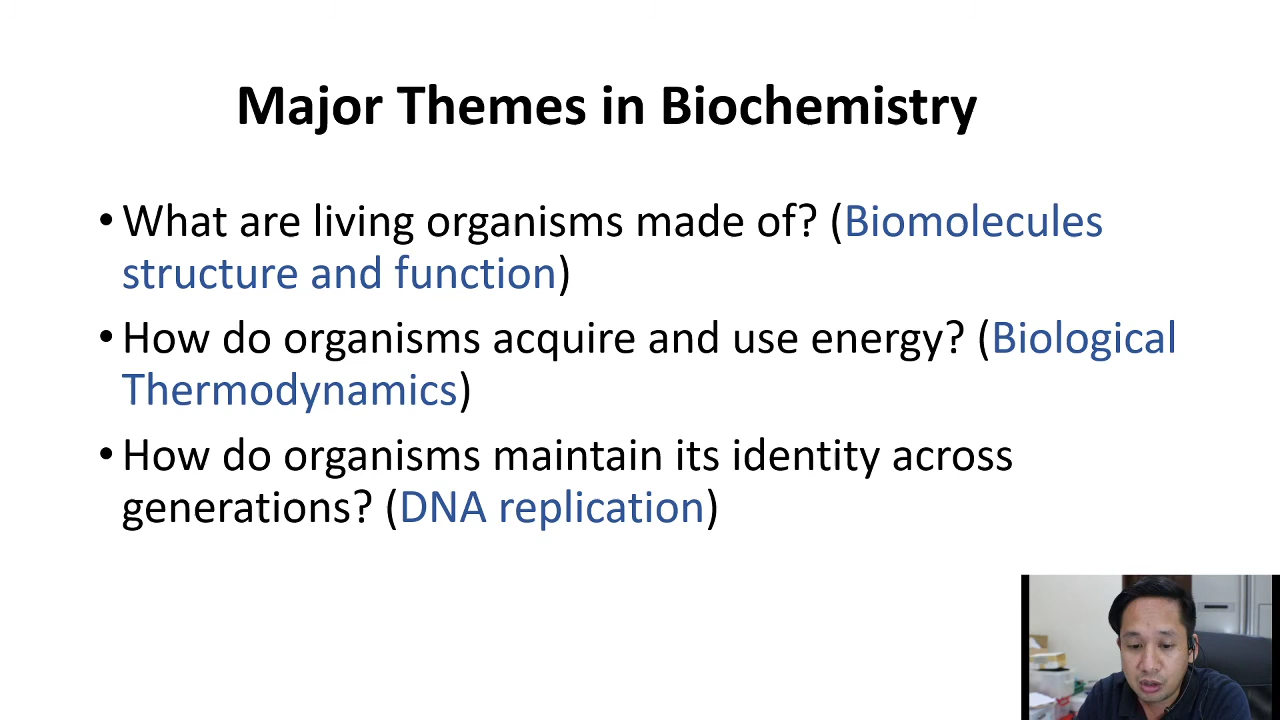 Major Themes in Biochemistry
• What are living organisms made of? (Biomolecules
structure and function)
• How do organisms acquire and use energy? (Biological
Thermodynamics)
• How do organisms maintain its identity across
generations? (DNA replication)